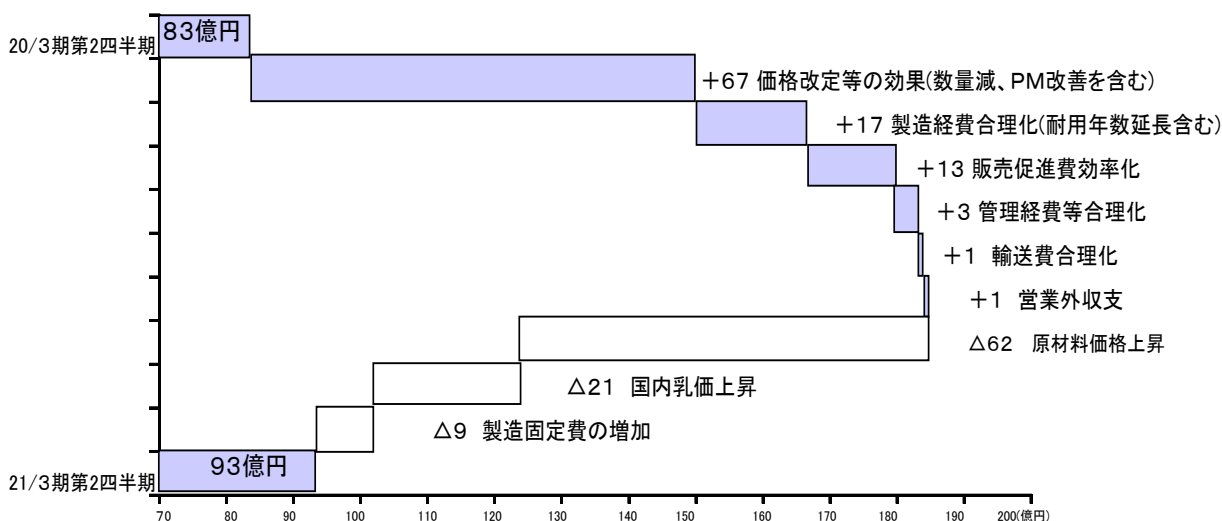 20/3期第2四半期
83億円
＋67 価格改定等の効果(数量減、PM改善を含む)
＋17 製造経費合理化(耐用年数延長含む)
＋13 販売促進費効率化
＋3 管理経費等合理化
＋1 輸送費合理化
＋1 営業外収支
△62 原材料価格上昇
△21 国内乳価上昇
△9 製造固定費の増加
21/3期第2四半期
93億円
70 80 90 100 110 120 130 140 150 160 170 180 190 200(億円)